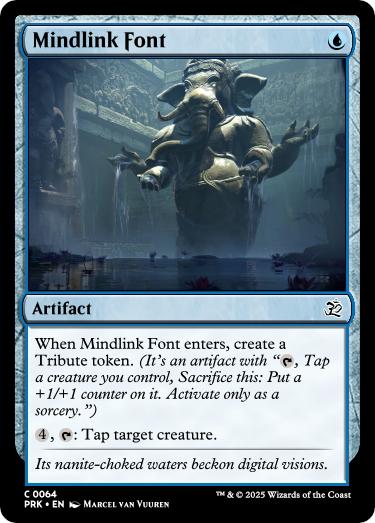 Mindlink Font
Artifact
When Mindlink Font enters, create a
Tribute token. (It's an artifact with “, Tap
a creature you control, Sacrifice this: Put a
+1/+1 counter on it. Activate only as a
sorcery.”)
4, : Tap target creature.
Its nanite-choked waters beckon digital visions.
C 0064
PRK • EN Marcel van Vuuren
™ & © 2025 Wizards of the Coast